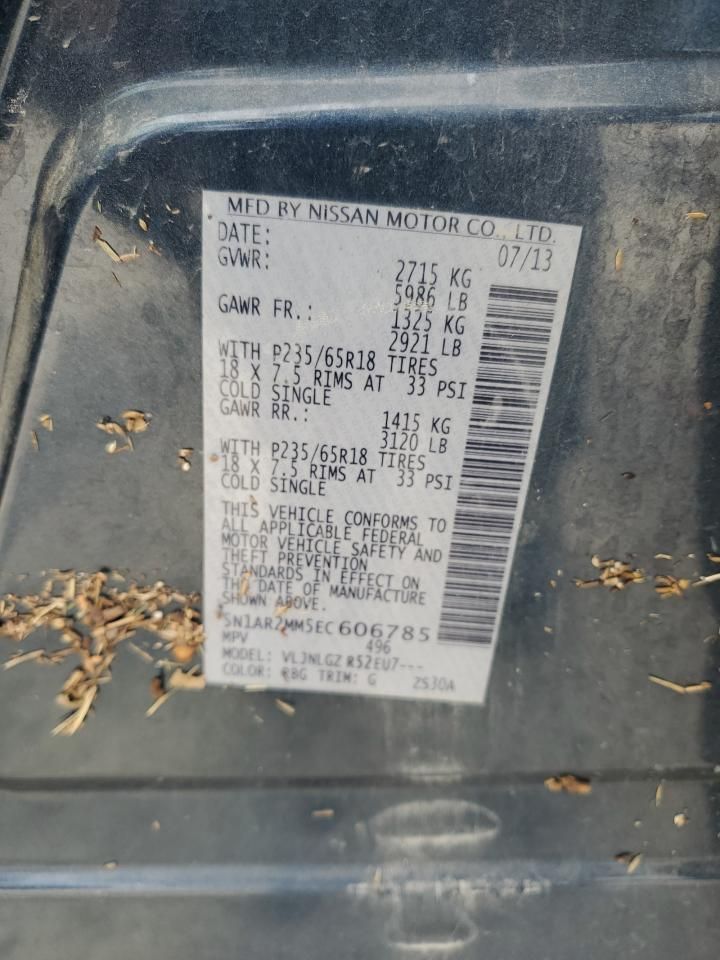 MFD BY NISSAN MOTOR CO., LTD.
DATE: 07/13
GVWR: 2715 KG
5986 LB
GAWR FR.: 1325 KG
2921 LB
WITH P235/65R18 TIRES
18 X 7.5 RIMS AT 33 PSI
COLD SINGLE
GAWR RR.: 1415 KG
3120 LB
WITH P235/65R18 TIRES
18 X 7.5 RIMS AT 33 PSI
COLD SINGLE
THIS VEHICLE CONFORMS TO
ALL APPLICABLE FEDERAL
MOTOR VEHICLE SAFETY AND
THEFT PREVENTION
STANDARDS IN EFFECT ON
THE DATE OF MANUFACTURE
SHOWN ABOVE.
5N1AR2MM5EC606785
MPV 496
MODEL: VLJNLGZ R52EU7---
COLOR: RBG TRIM: G 2S30A